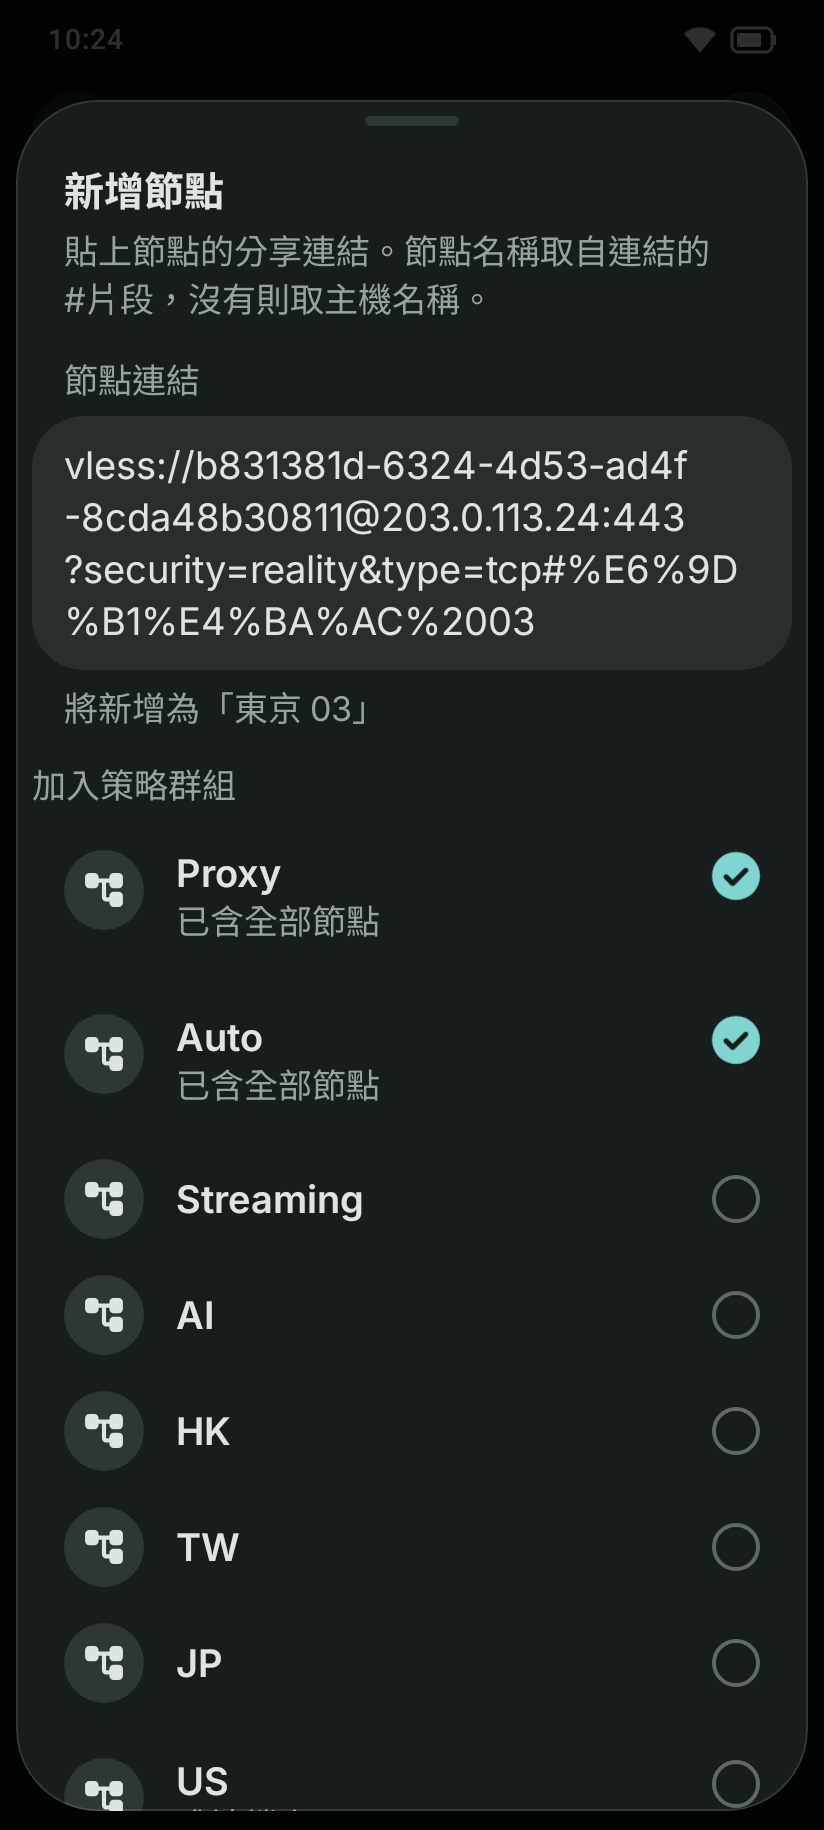 10:24
新增節點
貼上節點的分享連結。節點名稱取自連結的
#片段，沒有則取主機名稱。
節點連結
vless://b831381d-6324-4d53-ad4f
-8cda48b30811@203.0.113.24:443
?security=reality&type=tcp#%E6%9D
%B1%E4%BA%AC%2003
將新增為「東京 03」
加入策略群組
Proxy
已含全部節點
Auto
已含全部節點
Streaming
AI
HK
TW
JP
US